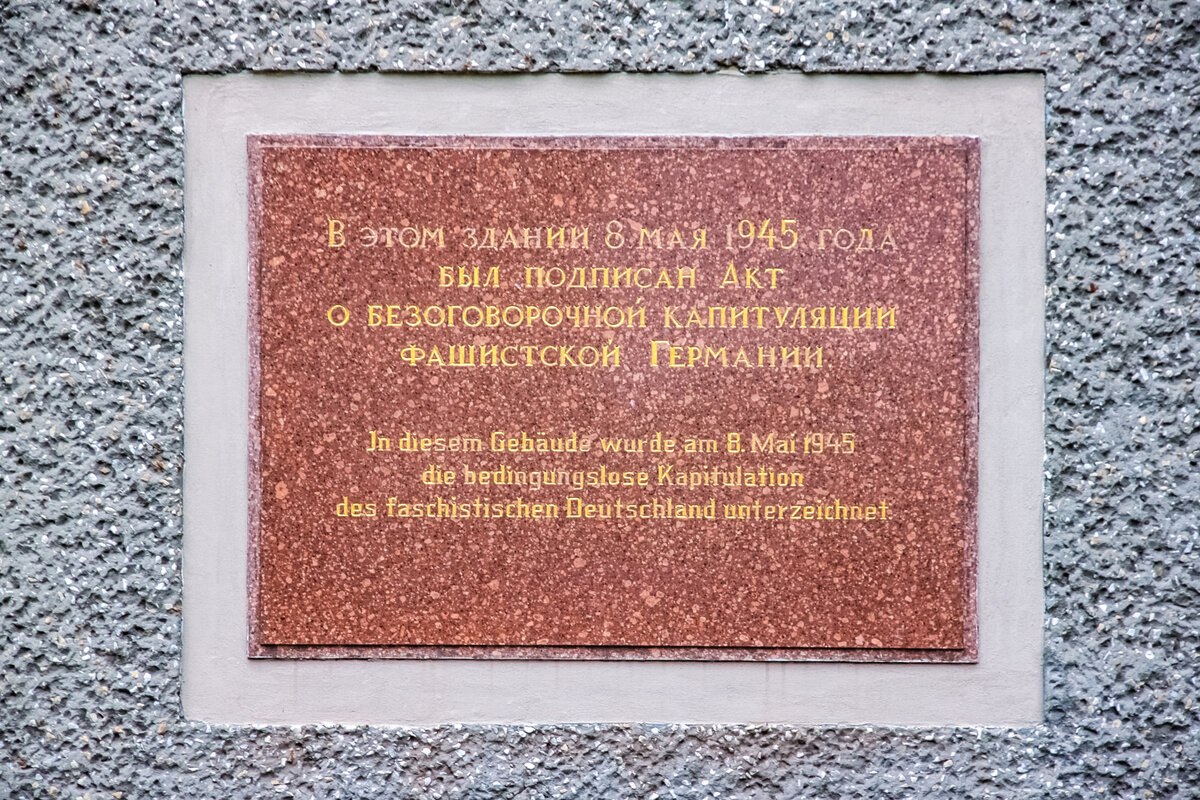 В ЭТОМ ЗДАНИИ 8 МАЯ 1945 ГОДА
БЫЛ ПОДПИСАН АКТ
О БЕЗОГОВОРОЧНОЙ КАПИТУЛЯЦИИ
ФАШИСТСКОЙ ГЕРМАНИИ.
In diesem Gebäude wurde am 8. Mai 1945
die bedingungslose Kapitulation
des faschistischen Deutschland unterzeichnet